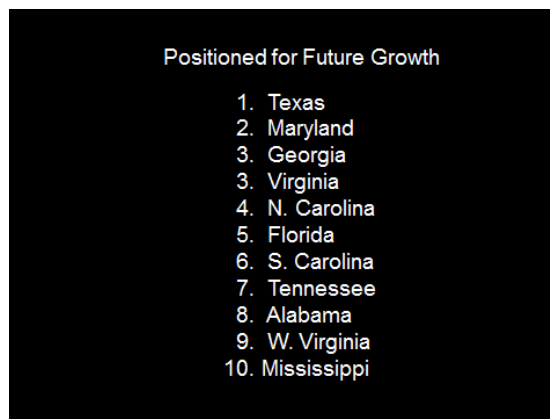 Positioned for Future Growth
1. Texas
2. Maryland
3. Georgia
3. Virginia
4. N. Carolina
5. Florida
6. S. Carolina
7. Tennessee
8. Alabama
9. W. Virginia
10. Mississippi